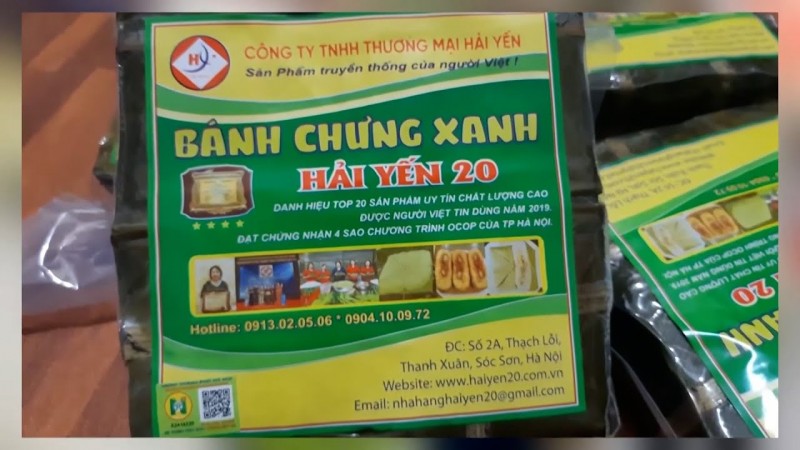 CÔNG TY TNHH THƯƠNG MẠI HẢI YẾN
Sản Phẩm truyền thống của người Việt !
BÁNH CHƯNG XANH
HẢI YẾN 20
DANH HIỆU TOP 20 SẢN PHẨM UY TÍN CHẤT LƯỢNG CAO
ĐƯỢC NGƯỜI VIỆT TIN DÙNG NĂM 2019.
ĐẠT CHỨNG NHẬN 4 SAO CHƯƠNG TRÌNH OCOP CỦA TP HÀ NỘI.
Hotline: 0913.02.05.06 * 0904.10.09.72
ĐC: Số 2A, Thạch Lỗi,
Thanh Xuân, Sóc Sơn, Hà Nội
Website: www.haiyen20.com.vn
Email: nhahanghaiyen20@gmail.com